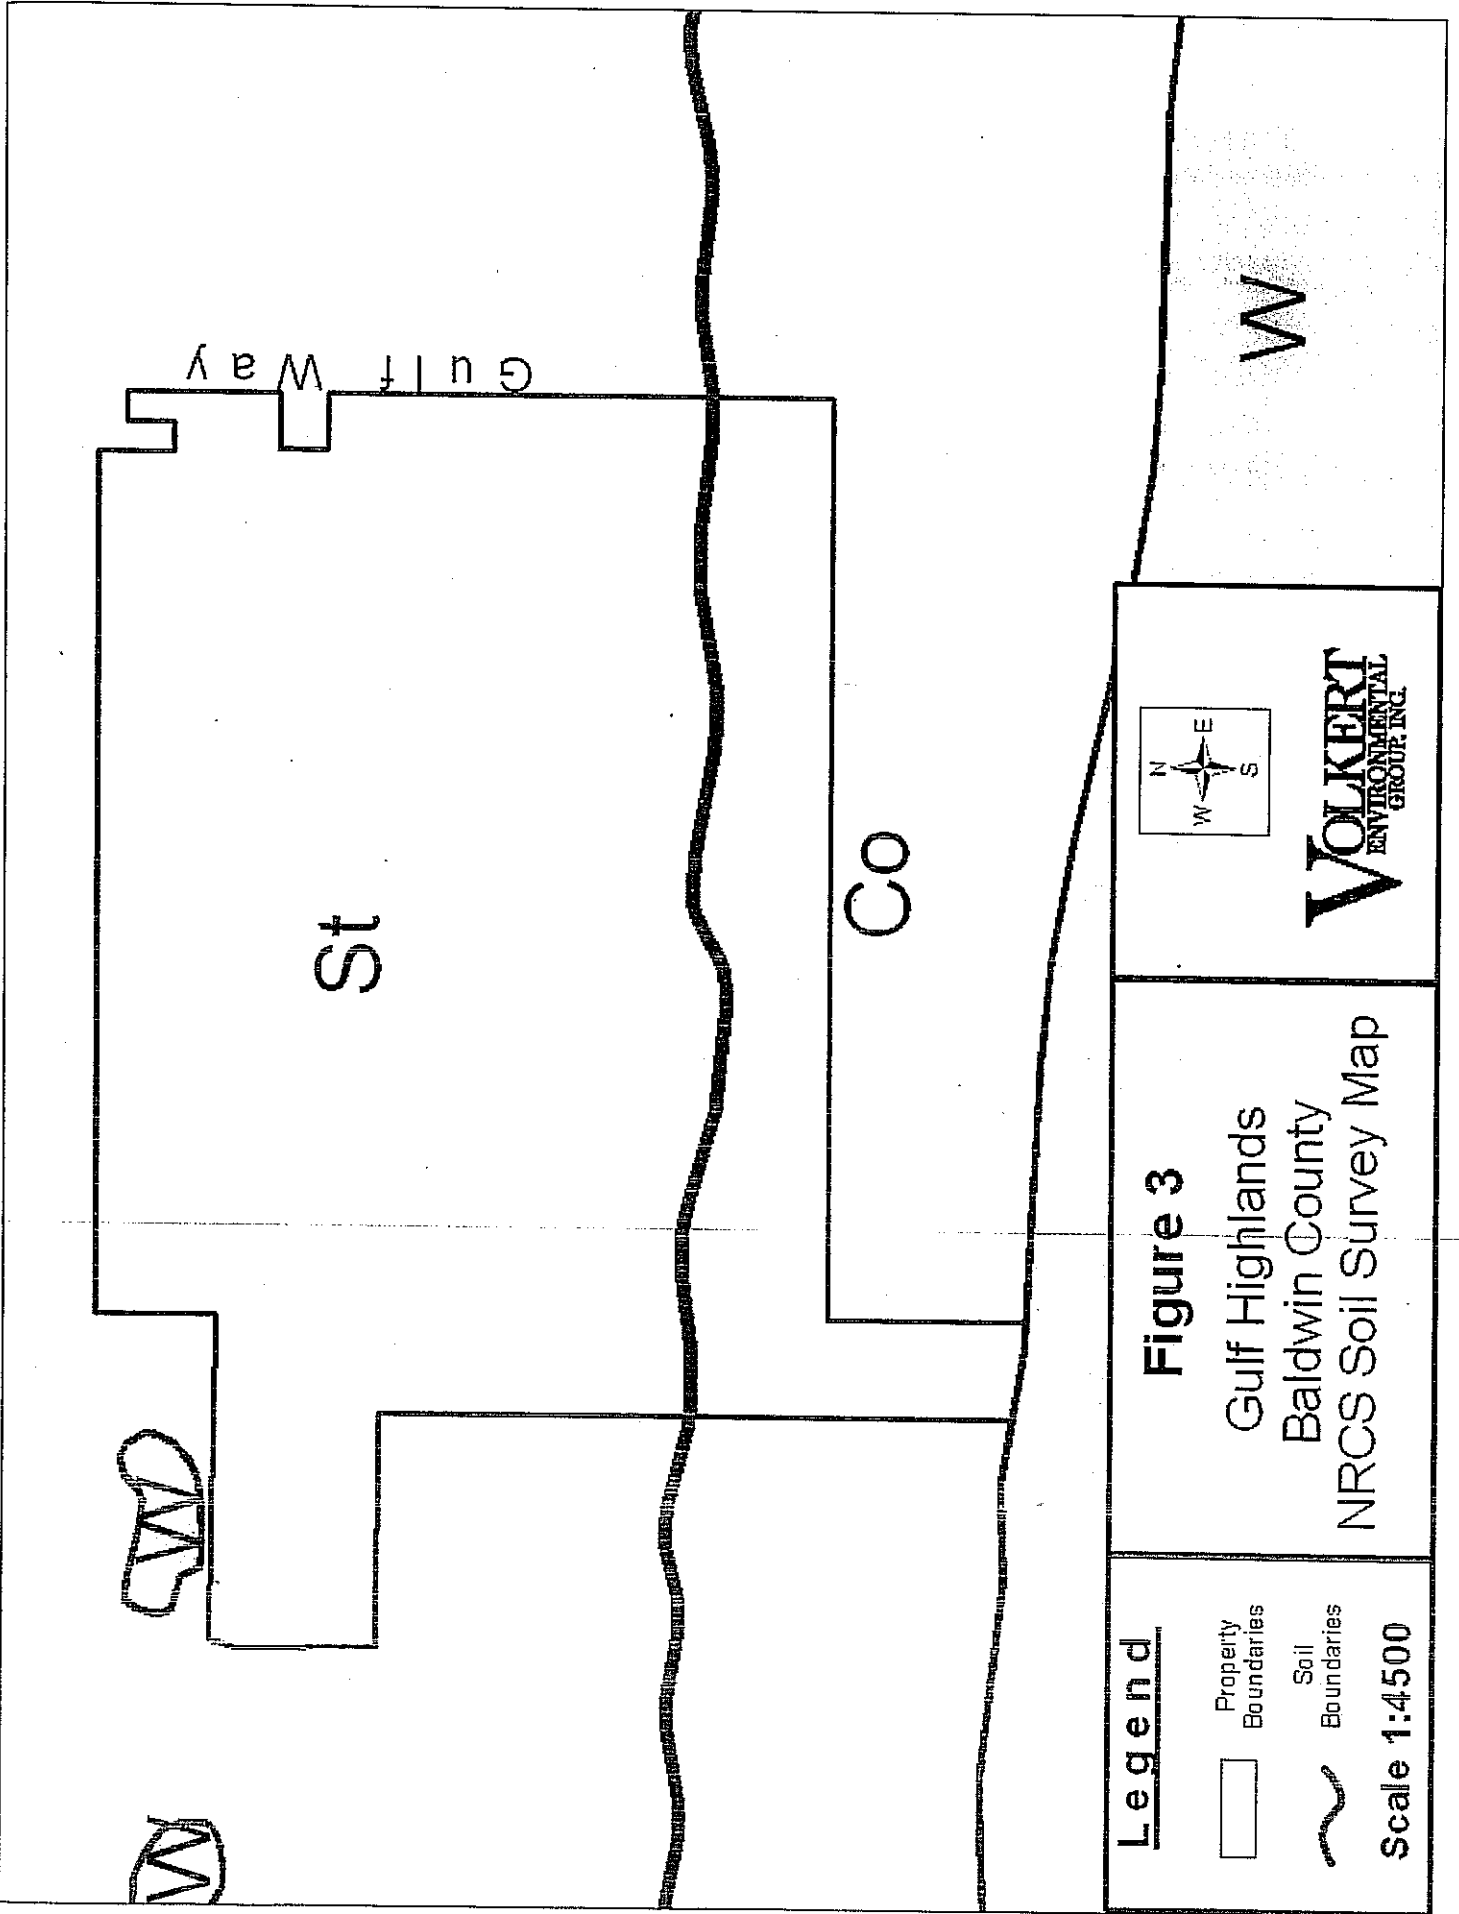 W
W
St
Gulf Way
Co
W
Legend
Property
Boundaries
Soil
Boundaries
Scale 1:4500
Figure 3
Gulf Highlands
Baldwin County
NRCS Soil Survey Map
N
W E
S
VOLKERT
ENVIRONMENTAL
GROUP, INC.